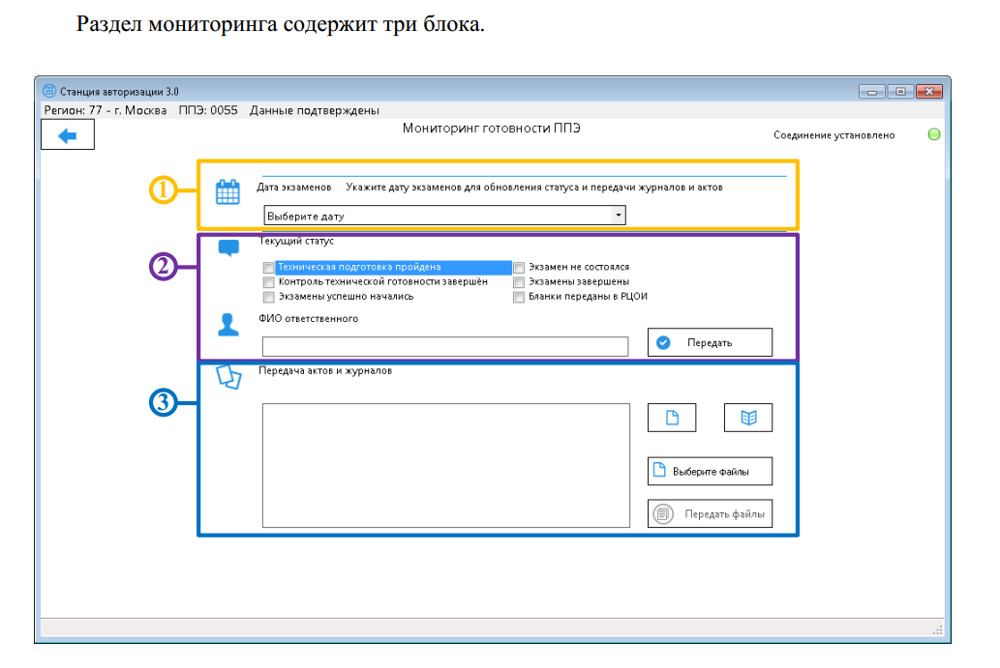 Раздел мониторинга содержит три блока.
Станция авторизации 3.0
Регион: 77 - г. Москва ППЭ: 0055 Данные подтверждены
Мониторинг готовности ППЭ
Соединение установлено
1
Дата экзаменов Укажите дату экзаменов для обновления статуса и передачи журналов и актов
Выберите дату
2
Текущий статус
Техническая подготовка пройдена
Экзамен не состоялся
Контроль технической готовности завершён
Экзамены завершены
Экзамены успешно начались
Бланки переданы в РЦОИ
ФИО ответственного
Передать
3
Передача актов и журналов
Выберите файлы
Передать файлы